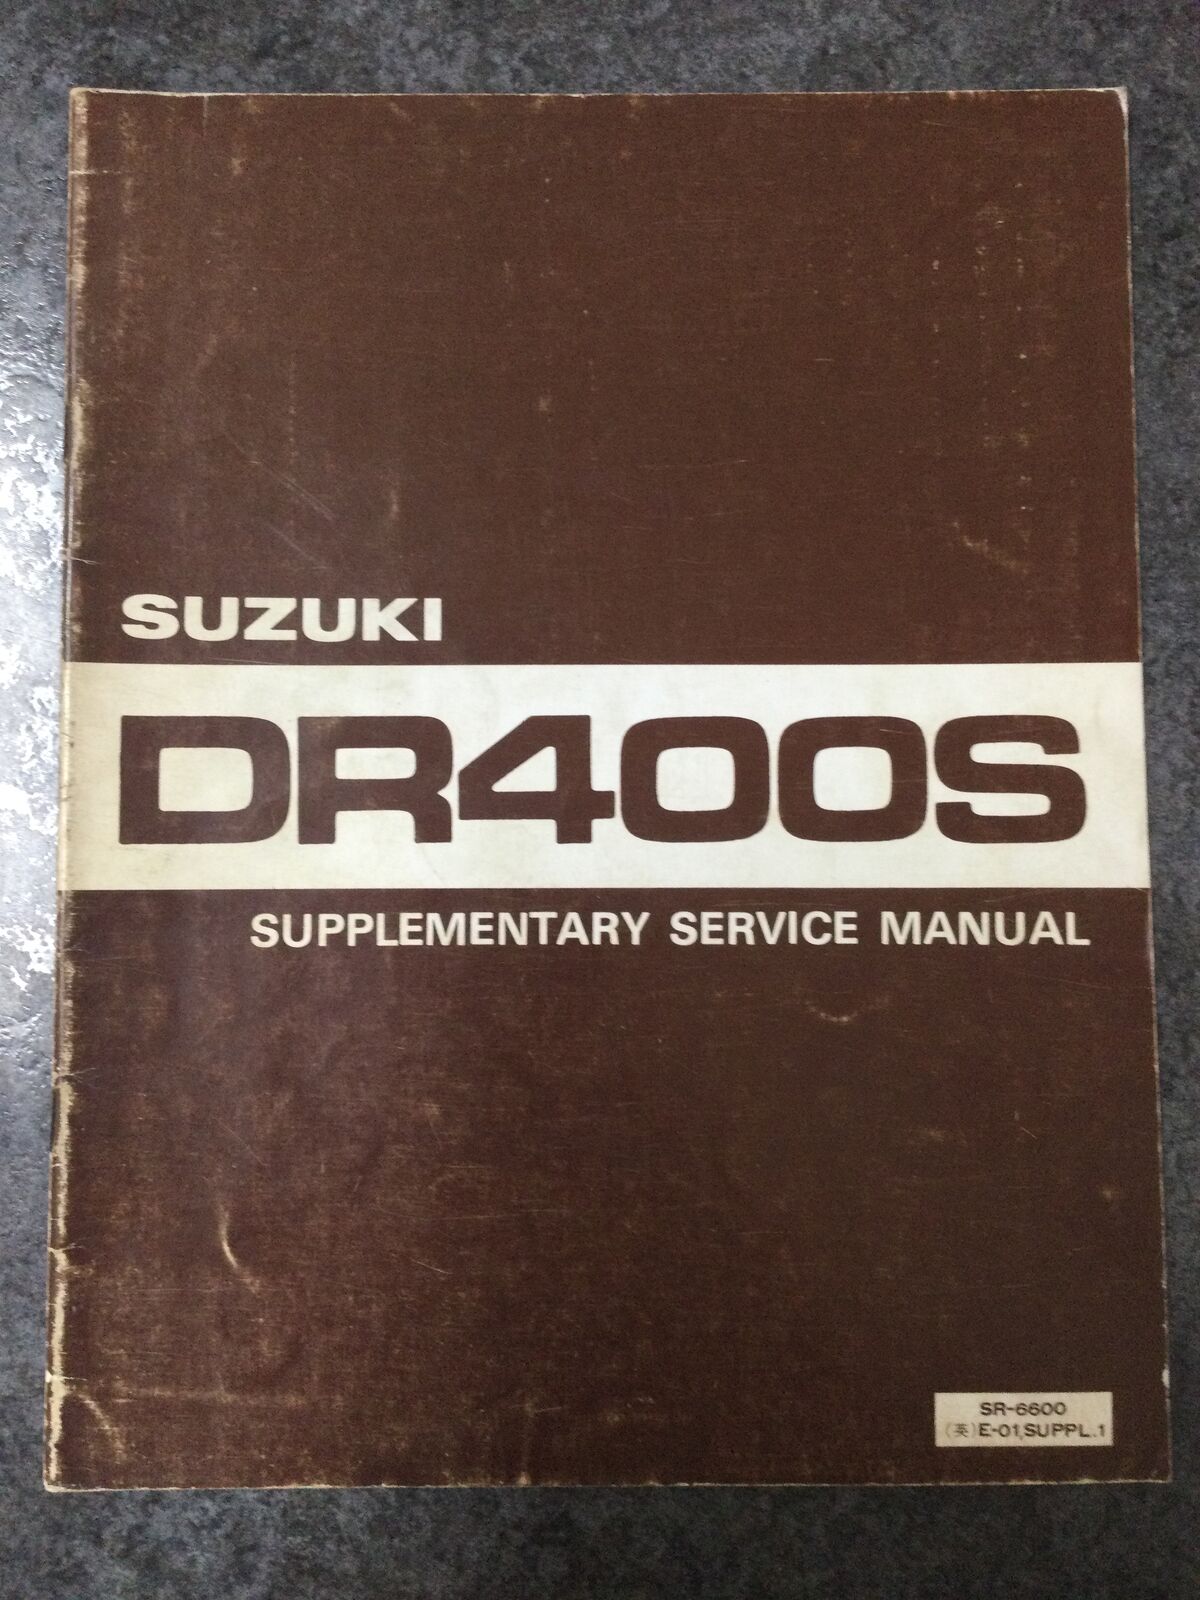 SUZUKI
DR400S
SUPPLEMENTARY SERVICE MANUAL
SR-6600
(英)E-01,SUPPL.1